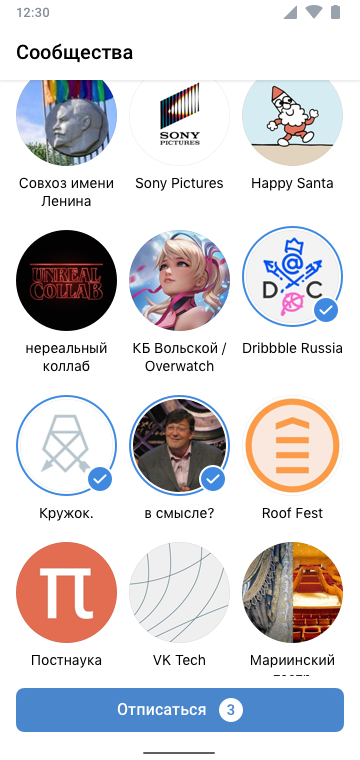 12:30
Сообщества
SONY
PICTURES
Совхоз имени
Ленина
Sony Pictures
Happy Santa
UNREAL
COLLAB
@
D C
нереальный
коллаб
КБ Вольской /
Overwatch
Dribbble Russia
Кружок.
в смысле?
Roof Fest
π
Постнаука
VK Tech
Мариинский
театр
Отписаться 3